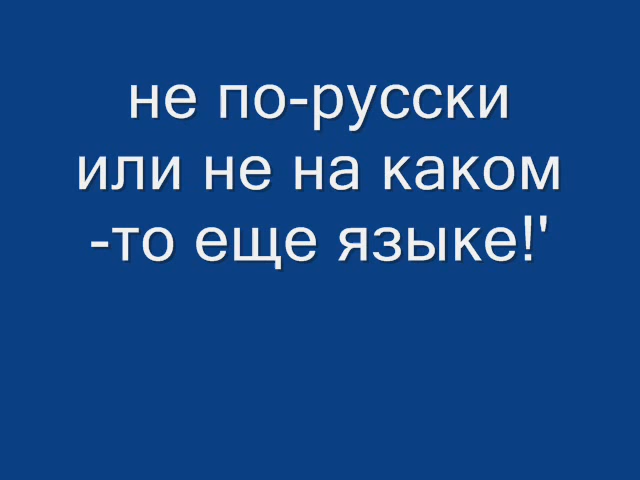 не по-русски
или не на каком
-то еще языке!'